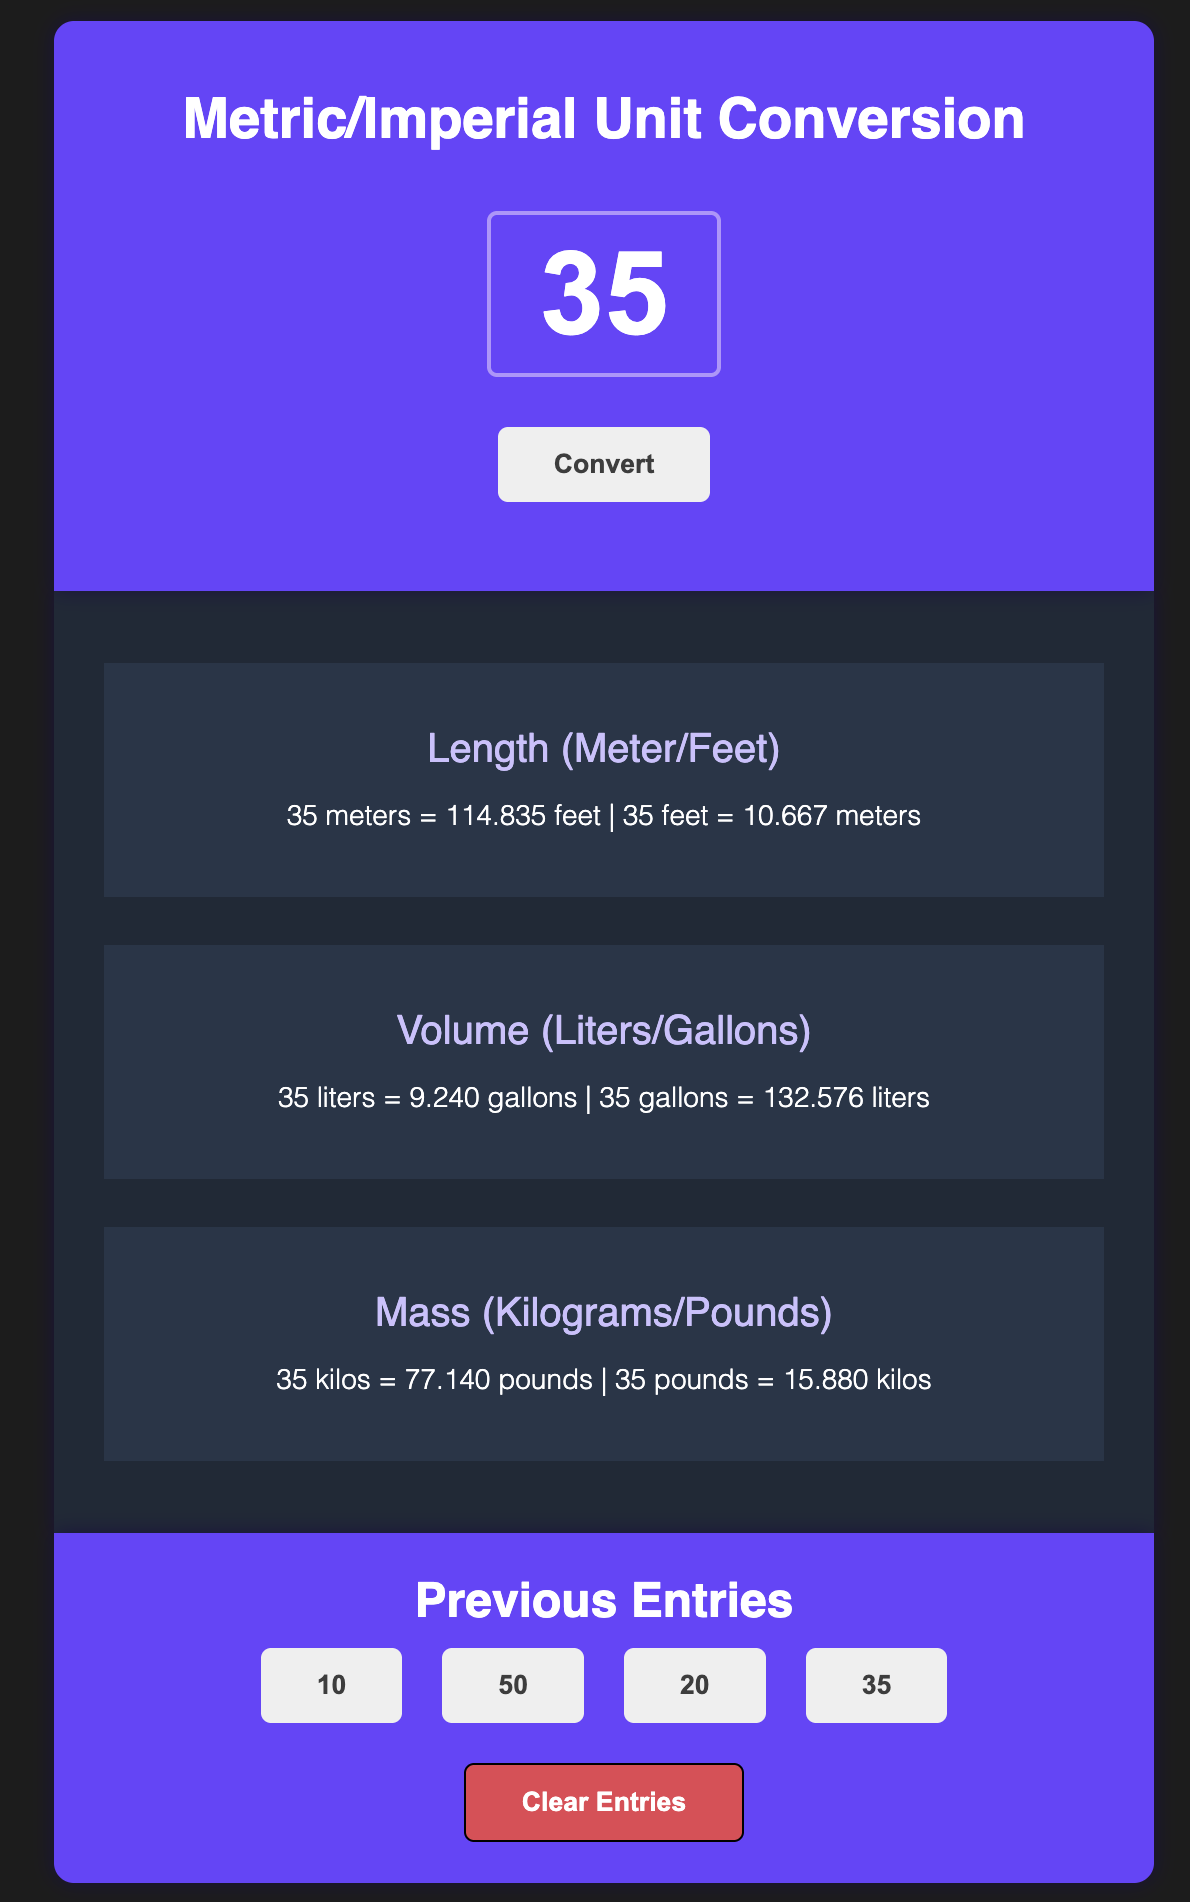 Metric/Imperial Unit Conversion
35
Convert
Length (Meter/Feet)
35 meters = 114.835 feet | 35 feet = 10.667 meters
Volume (Liters/Gallons)
35 liters = 9.240 gallons | 35 gallons = 132.576 liters
Mass (Kilograms/Pounds)
35 kilos = 77.140 pounds | 35 pounds = 15.880 kilos
Previous Entries
10 50 20 35
Clear Entries